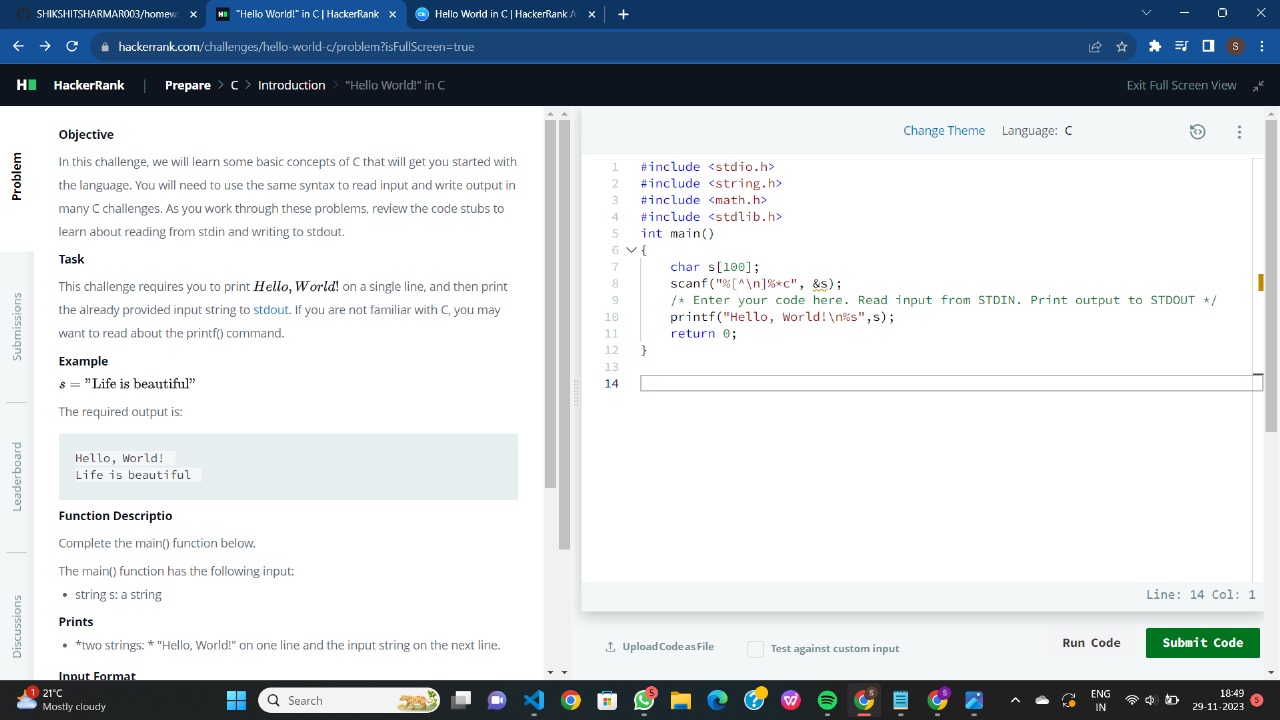 SHIKSHITSHARMAR003/homew
"Hello World!" in C | HackerRank
Hello World in C | HackerRank A
hackerrank.com/challenges/hello-world-c/problem?isFullScreen=true
S
H
HackerRank | Prepare > C > Introduction > "Hello World!" in C
Exit Full Screen View
Problem
Submissions
Leaderboard
Discussions
Objective
In this challenge, we will learn some basic concepts of C that will get you started with
the language. You will need to use the same syntax to read input and write output in
many C challenges. As you work through these problems, review the code stubs to
learn about reading from stdin and writing to stdout.
Task
This challenge requires you to print Hello, World! on a single line, and then print
the already provided input string to stdout. If you are not familiar with C, you may
want to read about the printf() command.
Example
s = "Life is beautiful"
The required output is:
Hello, World!
Life is beautiful
Function Descriptio
Complete the main() function below.
The main() function has the following input:
• string s: a string
Prints
• *two strings: * "Hello, World!" on one line and the input string on the next line.
Input Format
Change Theme Language: C
1 #include <stdio.h>
2 #include <string.h>
3 #include <math.h>
4 #include <stdlib.h>
5 int main()
6 {
7 char s[100];
8 scanf("%[^\n]%*c", &s);
9 /* Enter your code here. Read input from STDIN. Print output to STDOUT */
10 printf("Hello, World!\n%s",s);
11 return 0;
12 }
13
14
Line: 14 Col: 1
Upload Code as File
Test against custom input
Run Code
Submit Code
1
21°C
Mostly cloudy
Search
5
S
S
ENG
IN
18:49
29-11-2023
5